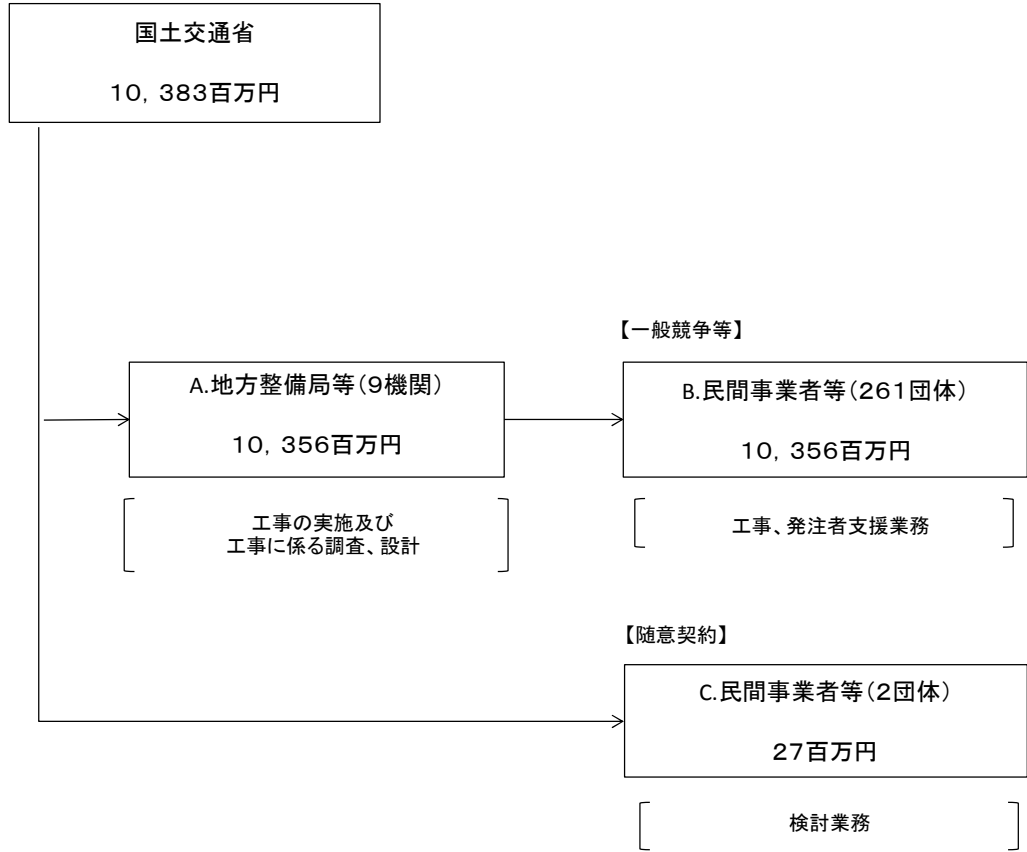 国土交通省
１０，３８３百万円
【一般競争等】
A.地方整備局等（９機関）
１０，３５６百万円
B.民間事業者等（２６１団体）
１０，３５６百万円
工事の実施及び
工事に係る調査、設計
工事、発注者支援業務
【随意契約】
C.民間事業者等（２団体）
２７百万円
検討業務